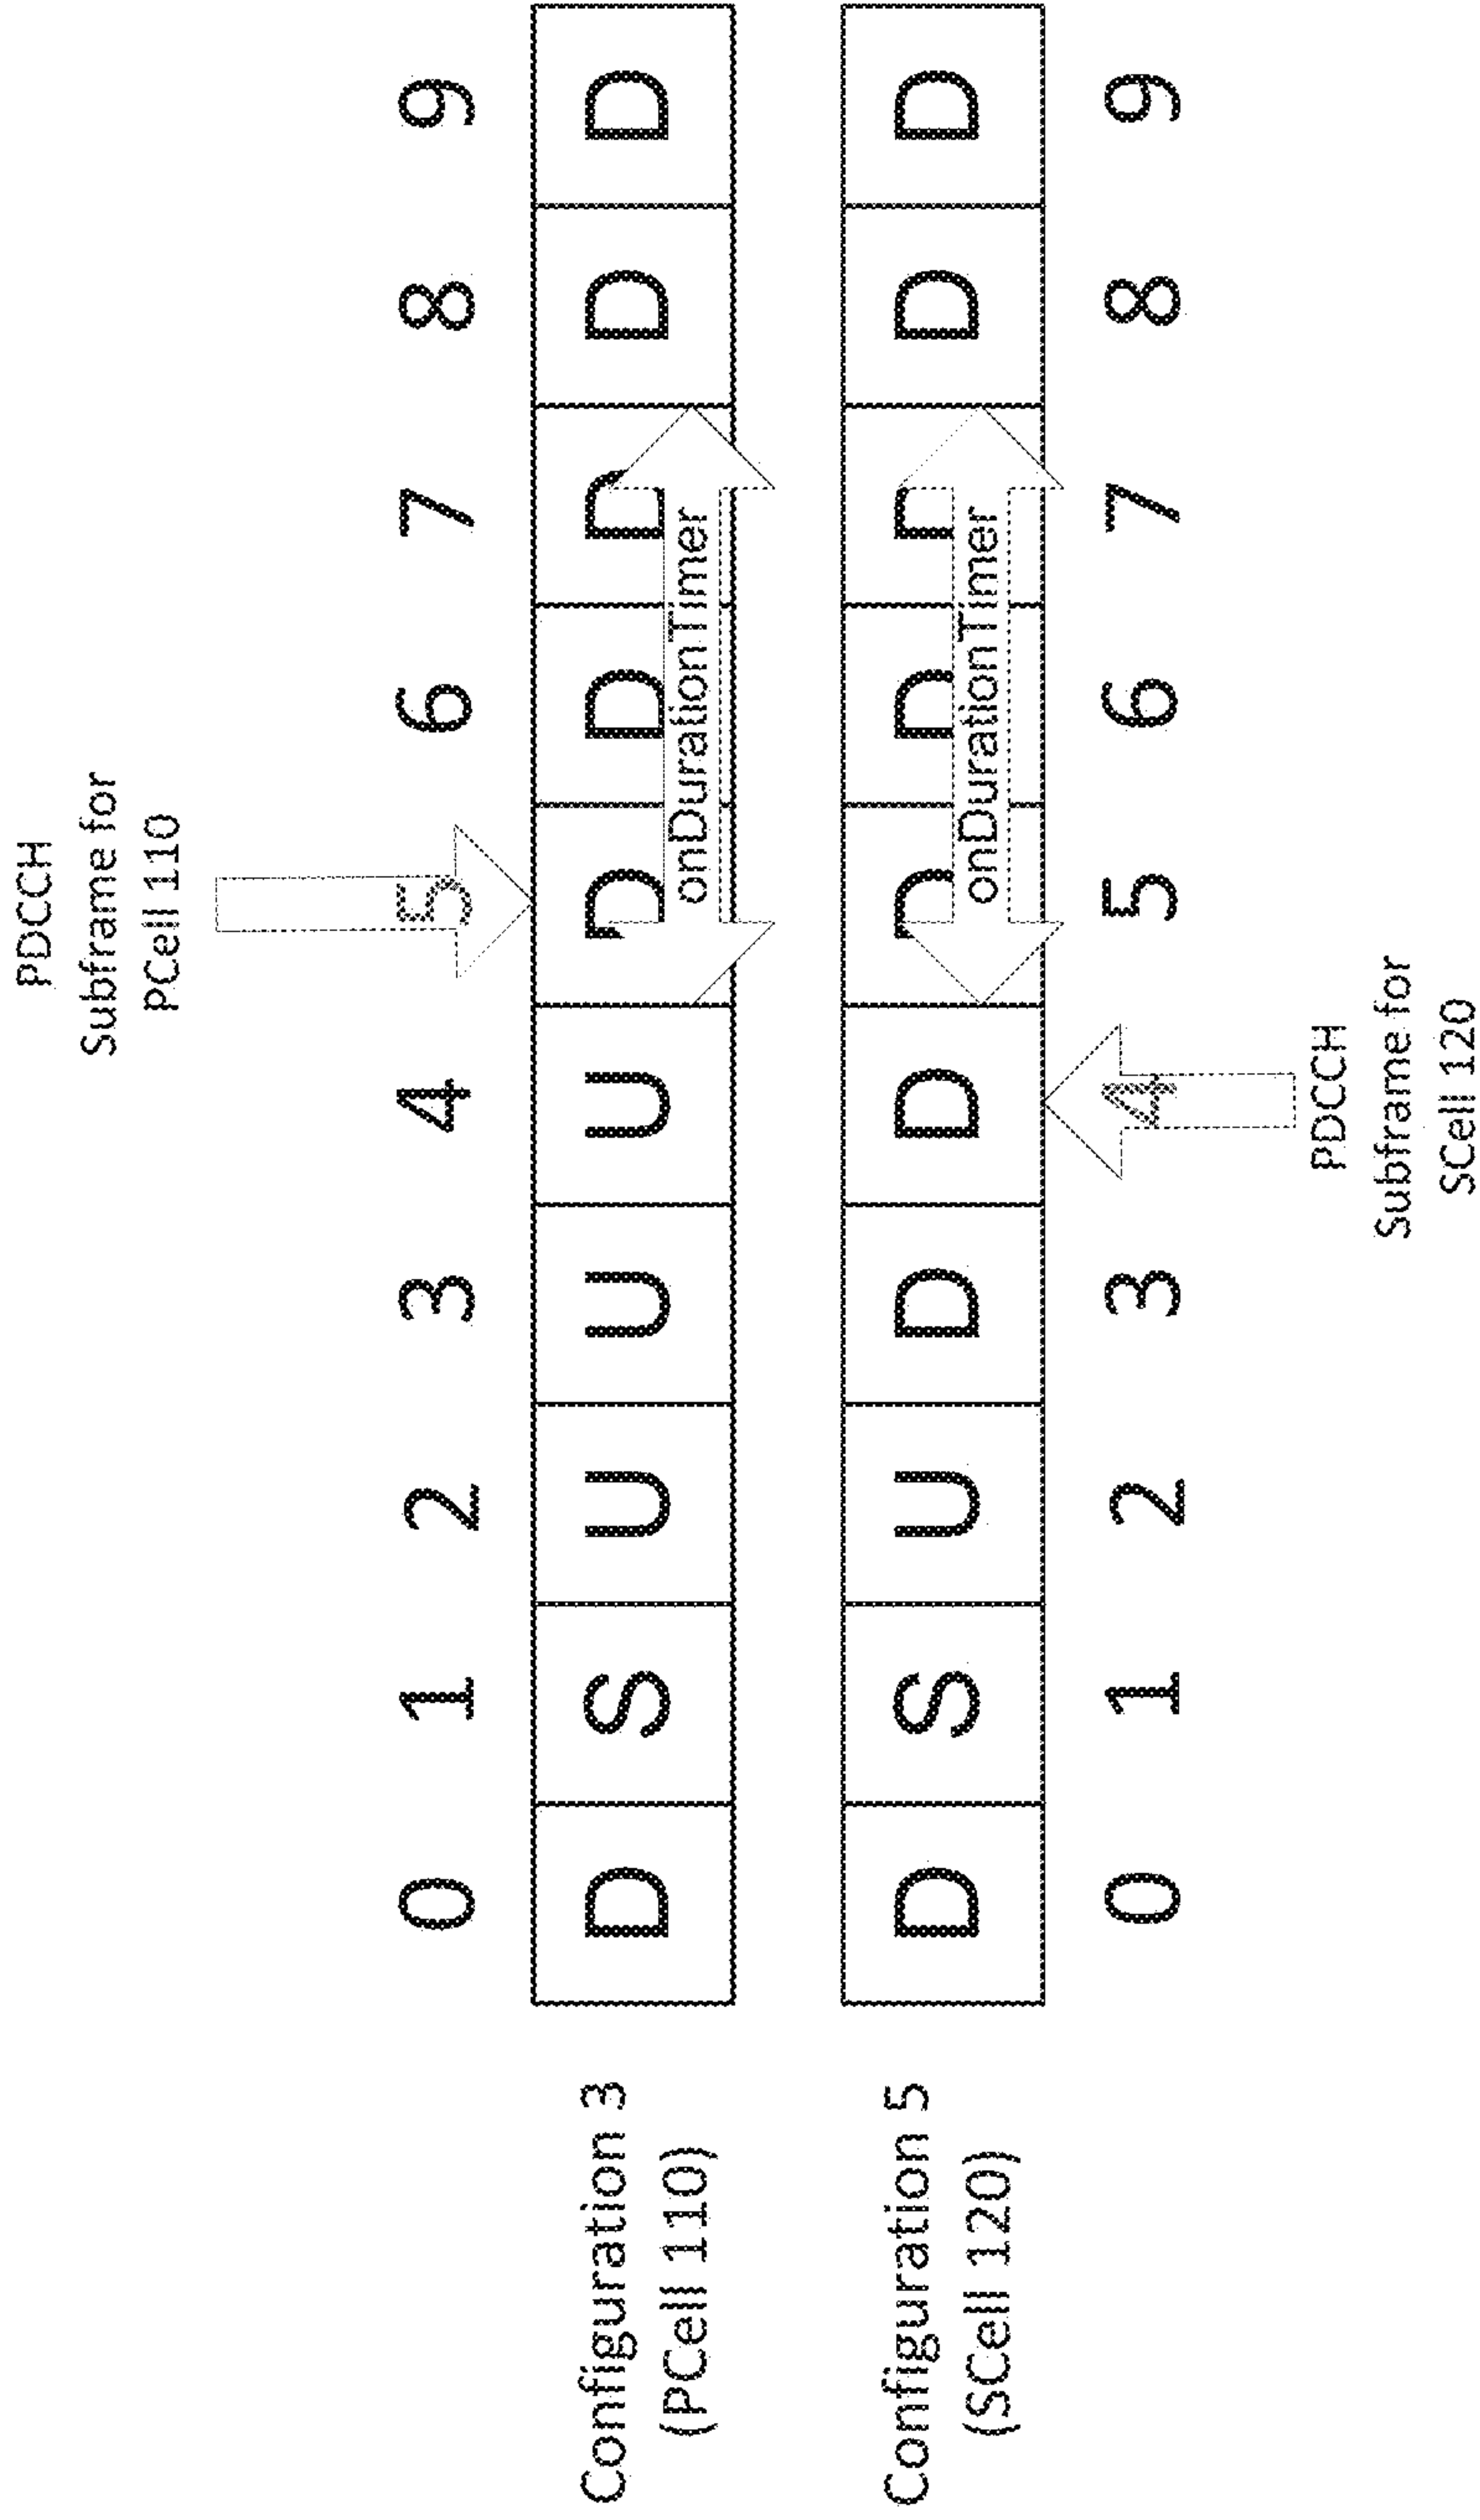 PDCCH
Subframe for
PCell 110
0 1 2 3 4 5 6 7 8 9
Configuration 3
(PCell 110)
D S U U U D D D D D
onDurationTimer
Configuration 5
(SCell 120)
D S U D D D D D D D
onDurationTimer
0 1 2 3 4 5 6 7 8 9
PDCCH
Subframe for
SCell 120